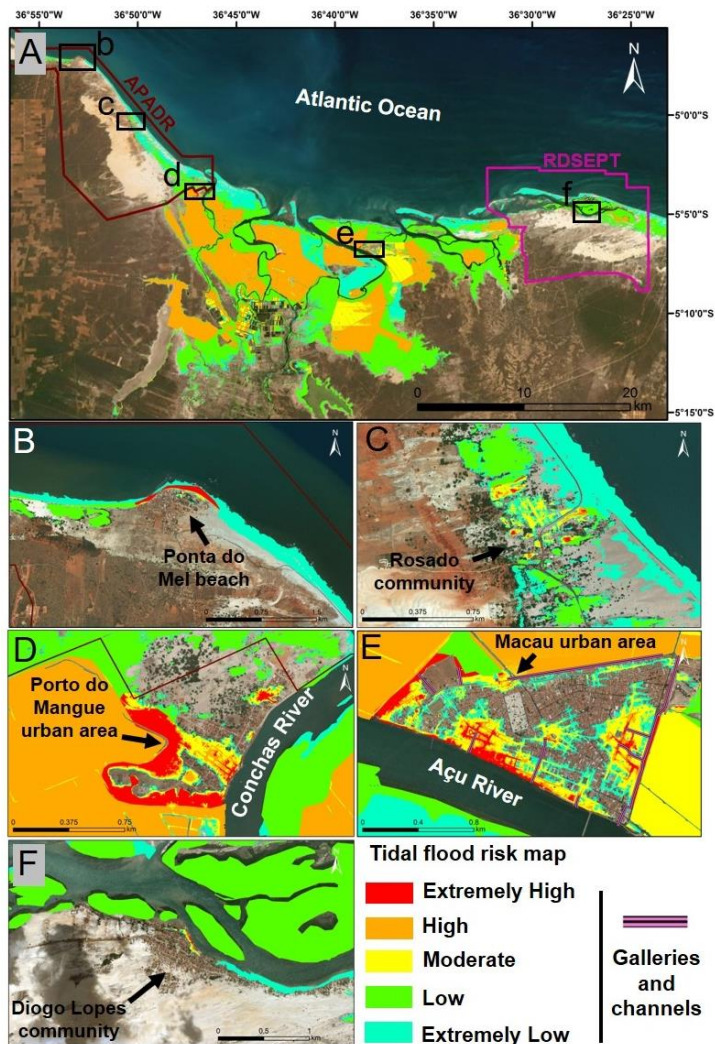 36°55'0"W 36°50'0"W 36°45'0"W 36°40'0"W 36°35'0"W 36°30'0"W 36°25'0"W
A
b
N
Atlantic Ocean
APADR
c
5°0'0"S
RDSEPT
d
f
5°5'0"S
e
5°10'0"S
0 10 20
km
5°15'0"S
B
N
Ponta do
Mel beach
0 0.75 1.5
km
C
N
Rosado
community
0 0.375 0.75
km
D
N
Porto do
Mangue
urban area
Conchas River
0 0.375 0.75
km
E
Macau urban area
N
Açu River
0 0.4 0.8
km
F
N
Diogo Lopes
community
0 0.5 1
km
Tidal flood risk map
Extremely High
High
Moderate
Low
Extremely Low
Galleries
and
channels